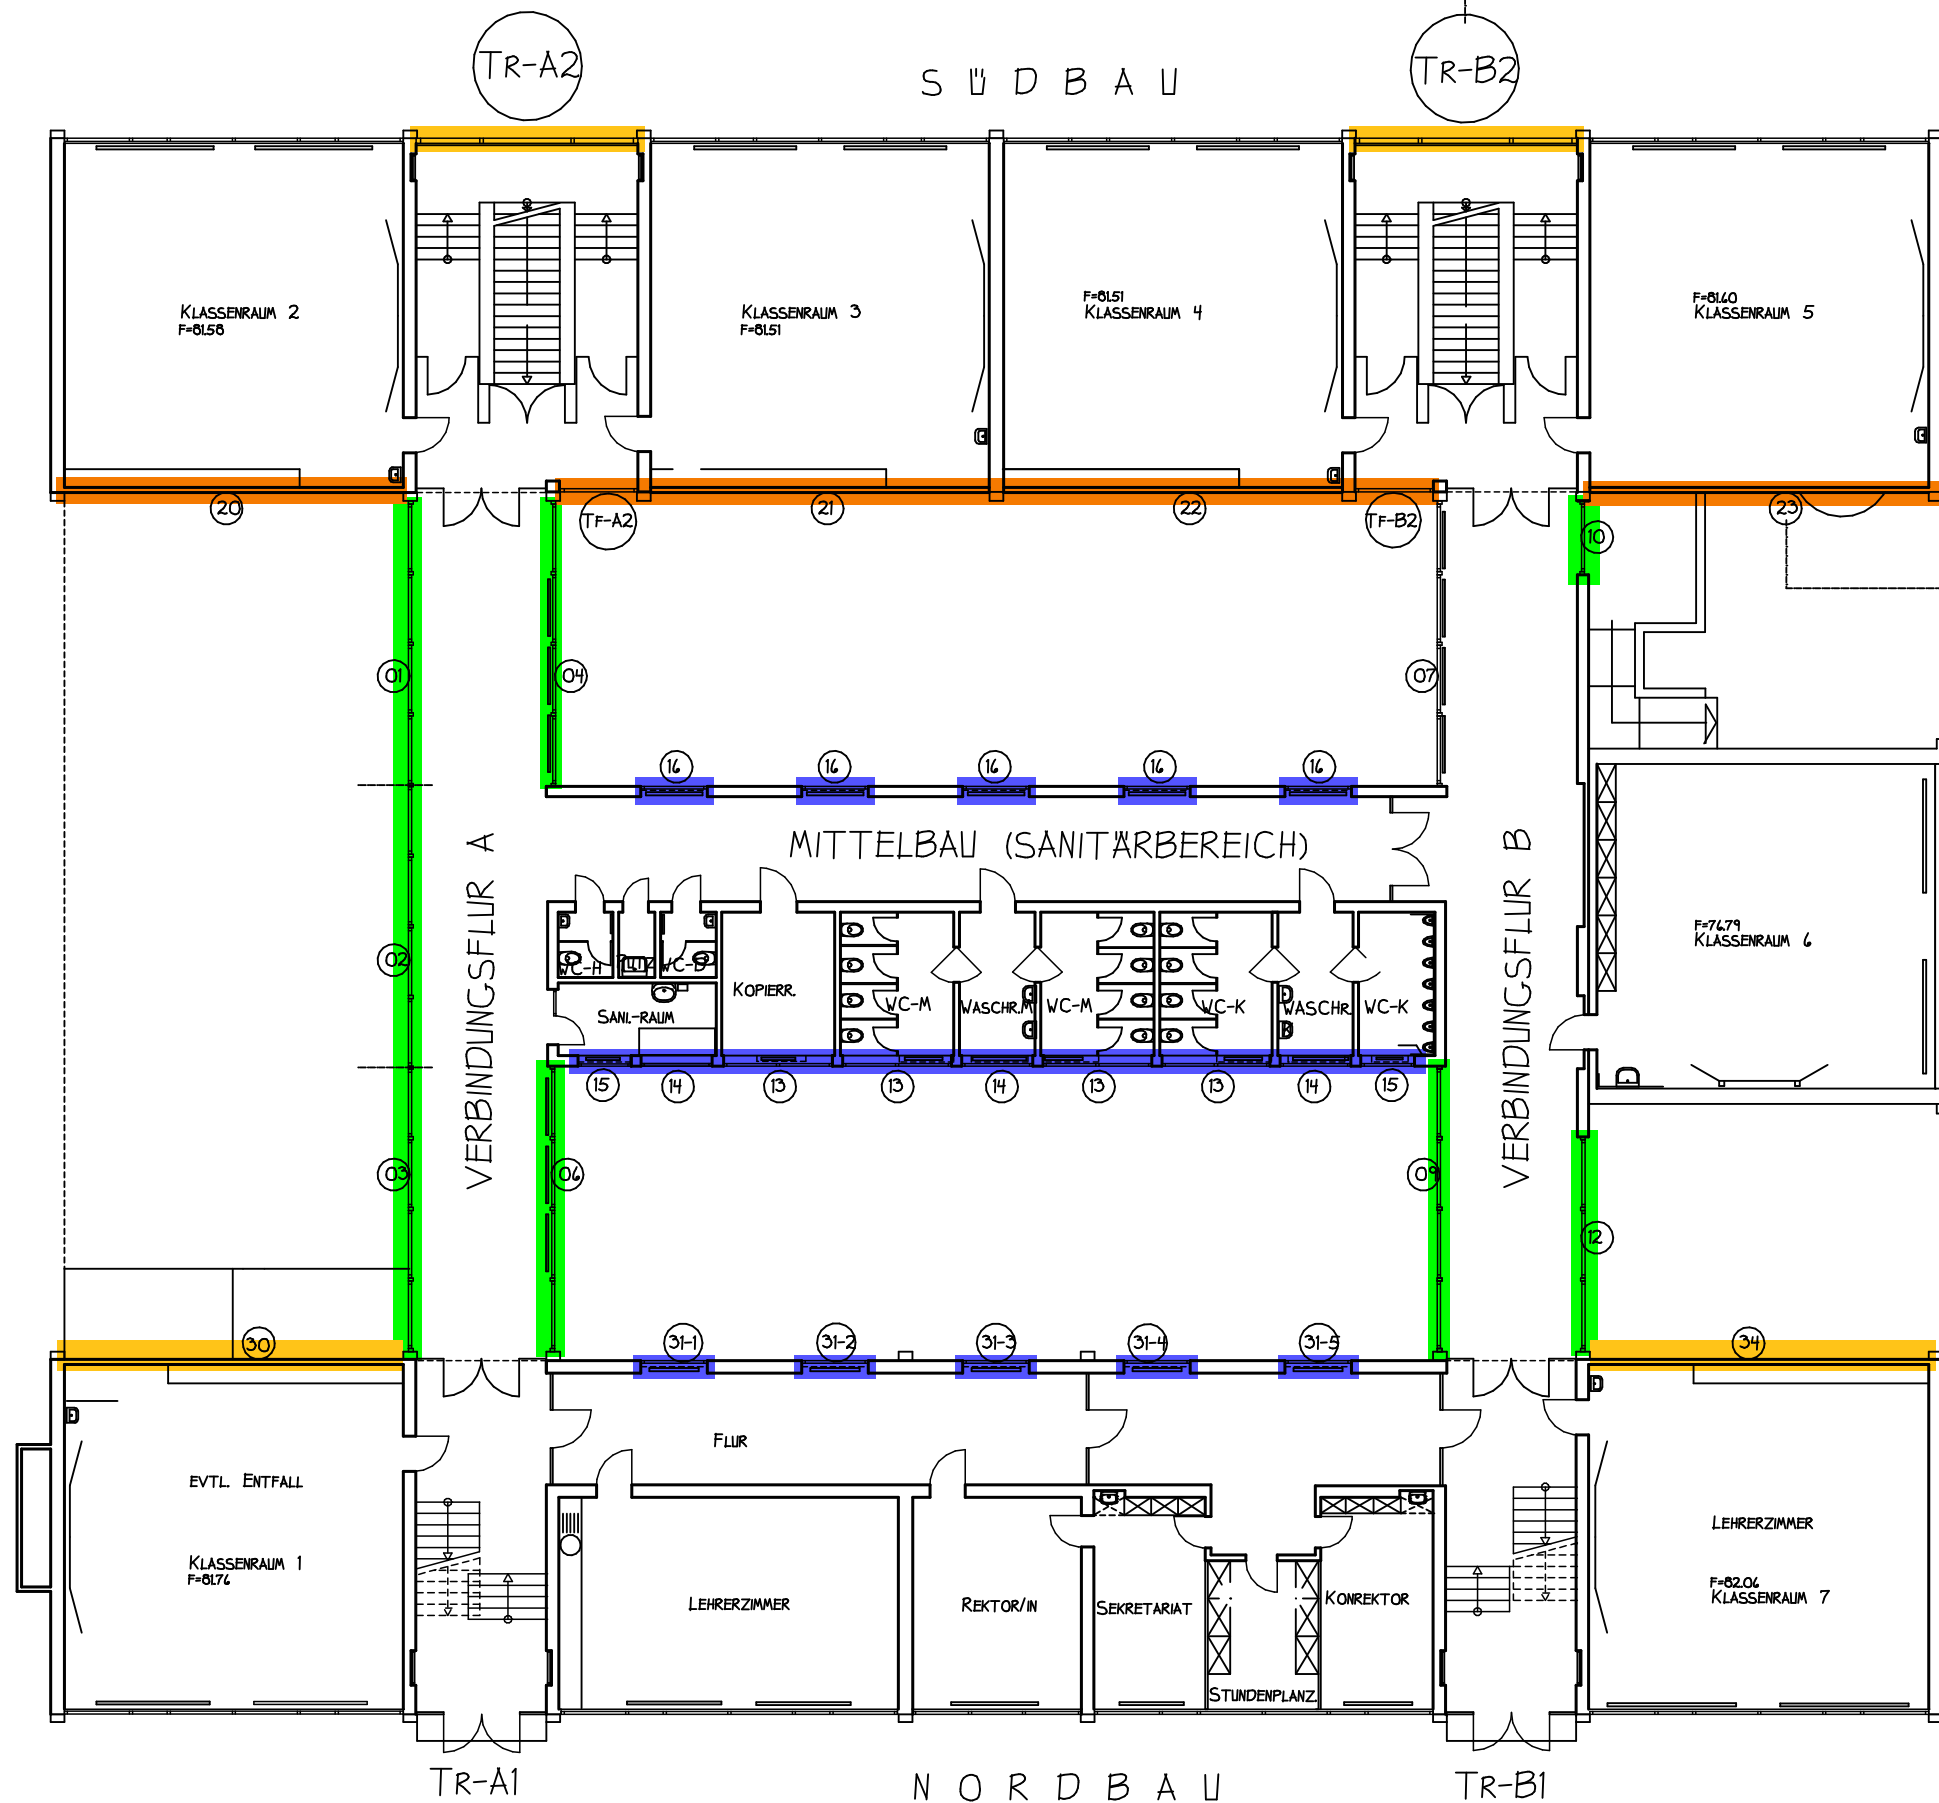 TR-A2
TR-B2
SÜDBAU
KLASSENRAUM 2
F=81.58
KLASSENRAUM 3
F=81.51
F=81.51
KLASSENRAUM 4
F=81.60
KLASSENRAUM 5
20
TF-A2
21
22
TF-B2
23
10
01
04
07
16
16
16
16
16
MITTELBAU (SANITÄRBEREICH)
VERBINDUNGSFLUR A
VERBINDUNGSFLUR B
F=76.79
KLASSENRAUM 6
02
WC-H
PUTZ
WC-D
KOPIERR.
SANI.-RAUM
WC-M
WASCHR.M
WC-M
WC-K
WASCHR.
K
WC-K
15
14
13
13
14
13
13
14
15
03
06
09
12
30
31-1
31-2
31-3
31-4
31-5
34
FLUR
EVTL. ENTFALL
KLASSENRAUM 1
F=81.76
LEHRERZIMMER
REKTOR/IN
SEKRETARIAT
KONREKTOR
STUNDENPLANZ.
LEHRERZIMMER
F=82.06
KLASSENRAUM 7
TR-A1
NORDBAU
TR-B1